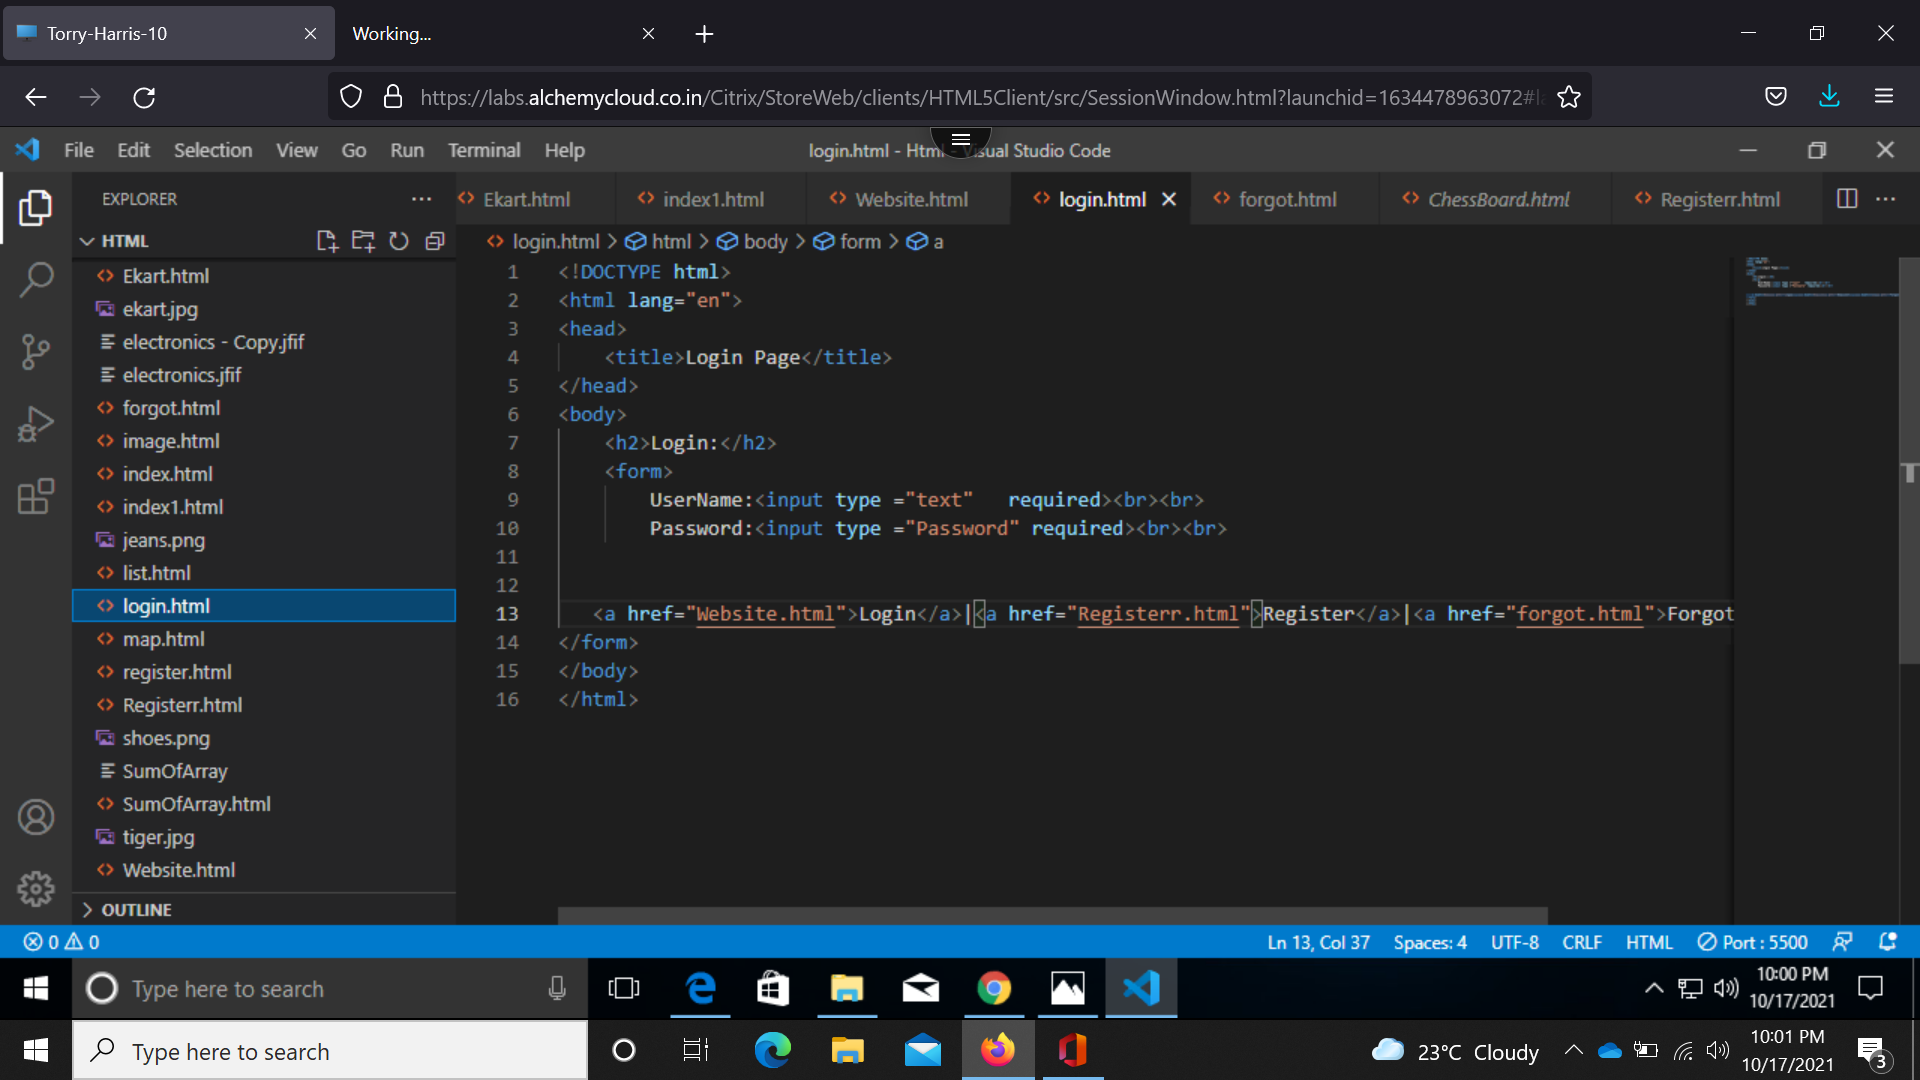 Torry-Harris-10
Working...
https://labs.alchemycloud.co.in/Citrix/StoreWeb/clients/HTML5Client/src/SessionWindow.html?launchid=1634478963072#l
File Edit Selection View Go Run Terminal Help
login.html - Html - Visual Studio Code
EXPLORER
Ekart.html index1.html Website.html login.html forgot.html ChessBoard.html Registerr.html
HTML
login.html > html > body > form > a
Ekart.html
ekart.jpg
electronics - Copy.jfif
electronics.jfif
forgot.html
image.html
index.html
index1.html
jeans.png
list.html
login.html
map.html
register.html
Registerr.html
shoes.png
SumOfArray
SumOfArray.html
tiger.jpg
Website.html
OUTLINE
1 <!DOCTYPE html>
2 <html lang="en">
3 <head>
4 <title>Login Page</title>
5 </head>
6 <body>
7 <h2>Login:</h2>
8 <form>
9 UserName:<input type ="text"   required><br><br>
10 Password:<input type ="Password" required><br><br>
11
12
13 <a href="Website.html">Login</a>|<a href="Registerr.html">Register</a>|<a href="forgot.html">Forgot
14 </form>
15 </body>
16 </html>
0 0
Ln 13, Col 37 Spaces: 4 UTF-8 CRLF HTML Port : 5500
Type here to search
10:00 PM
10/17/2021
Type here to search
23°C Cloudy
10:01 PM
10/17/2021
3